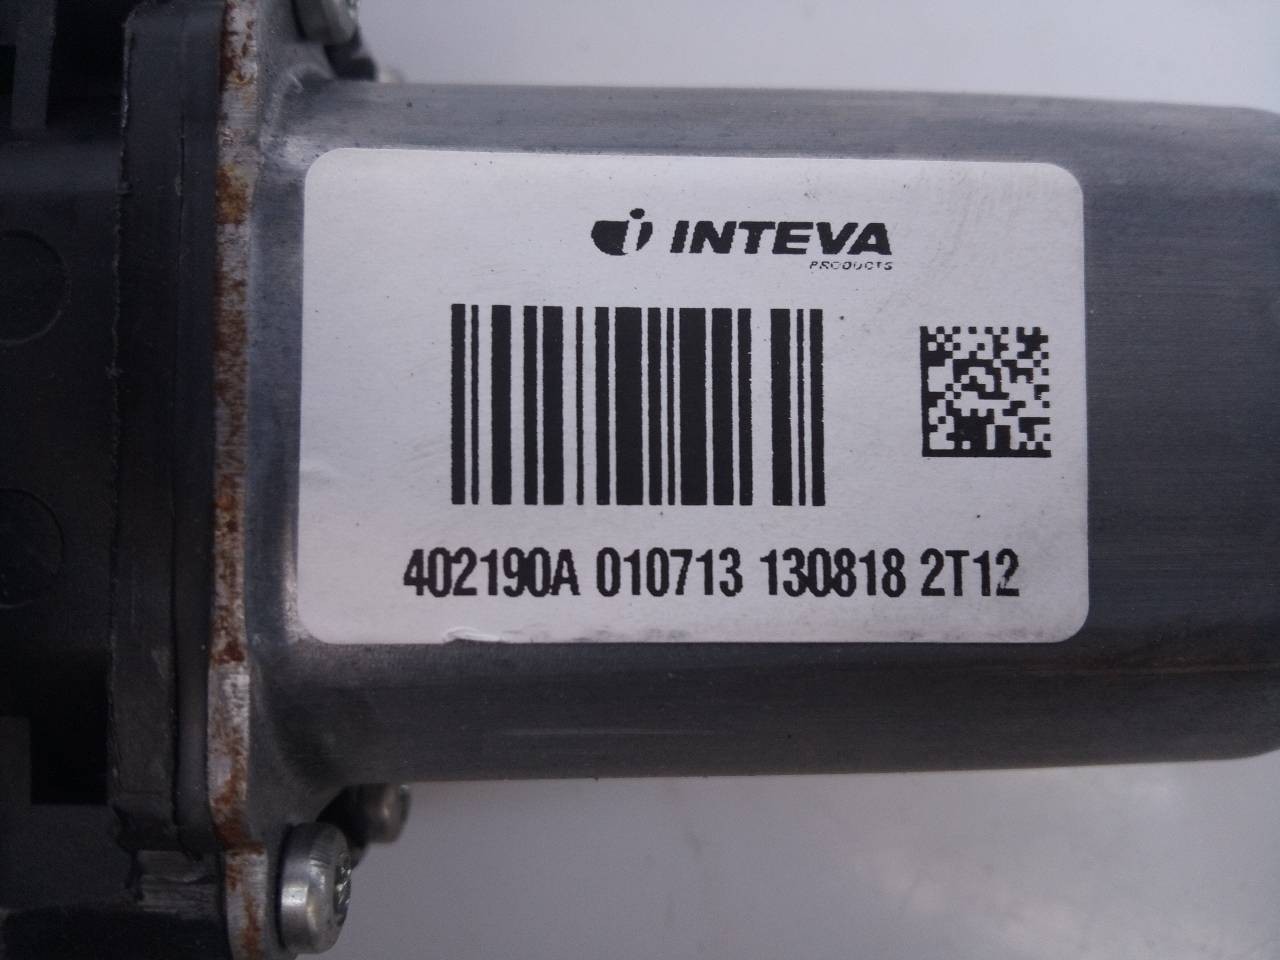 INTEVA
PRODUCTS
402190A 010713 130818 2T12